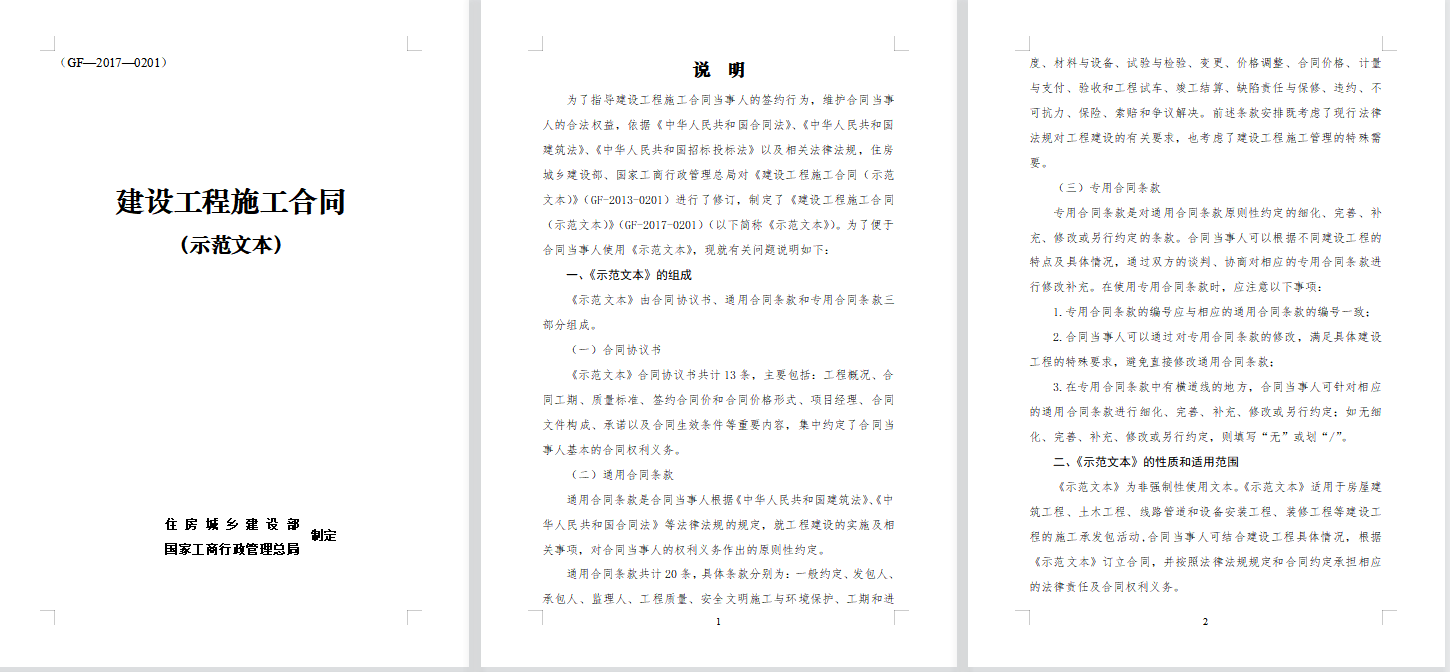 （GF—2017—0201）
建设工程施工合同
（示范文本）
住房城乡建设部
国家工商行政管理总局
制定
说 明
为了指导建设工程施工合同当事人的签约行为，维护合同当事
人的合法权益，依据《中华人民共和国合同法》、《中华人民共和国
建筑法》、《中华人民共和国招标投标法》以及相关法律法规，住房
城乡建设部、国家工商行政管理总局对《建设工程施工合同（示范
文本）》（GF-2013-0201）进行了修订，制定了《建设工程施工合同
（示范文本）》（GF-2017-0201）（以下简称《示范文本》）。为了便于
合同当事人使用《示范文本》，现就有关问题说明如下：
一、《示范文本》的组成
《示范文本》由合同协议书、通用合同条款和专用合同条款三
部分组成。
（一）合同协议书
《示范文本》合同协议书共计 13 条，主要包括：工程概况、合
同工期、质量标准、签约合同价和合同价格形式、项目经理、合同
文件构成、承诺以及合同生效条件等重要内容，集中约定了合同当
事人基本的合同权利义务。
（二）通用合同条款
通用合同条款是合同当事人根据《中华人民共和国建筑法》、《中
华人民共和国合同法》等法律法规的规定，就工程建设的实施及相
关事项，对合同当事人的权利义务作出的原则性约定。
通用合同条款共计 20 条，具体条款分别为：一般约定、发包人、
承包人、监理人、工程质量、安全文明施工与环境保护、工期和进
1
度、材料与设备、试验与检验、变更、价格调整、合同价格、计量
与支付、验收和工程试车、竣工结算、缺陷责任与保修、违约、不
可抗力、保险、索赔和争议解决。前述条款安排既考虑了现行法律
法规对工程建设的有关要求，也考虑了建设工程施工管理的特殊需
要。
（三）专用合同条款
专用合同条款是对通用合同条款原则性约定的细化、完善、补
充、修改或另行约定的条款。合同当事人可以根据不同建设工程的
特点及具体情况，通过双方的谈判、协商对相应的专用合同条款进
行修改补充。在使用专用合同条款时，应注意以下事项：
1.专用合同条款的编号应与相应的通用合同条款的编号一致；
2.合同当事人可以通过对专用合同条款的修改，满足具体建设
工程的特殊要求，避免直接修改通用合同条款；
3.在专用合同条款中有横道线的地方，合同当事人可针对相应
的通用合同条款进行细化、完善、补充、修改或另行约定；如无细
化、完善、补充、修改或另行约定，则填写“无”或划“/”。
二、《示范文本》的性质和适用范围
《示范文本》为非强制性使用文本。《示范文本》适用于房屋建
筑工程、土木工程、线路管道和设备安装工程、装修工程等建设工
程的施工承发包活动,合同当事人可结合建设工程具体情况，根据
《示范文本》订立合同，并按照法律法规规定和合同约定承担相应
的法律责任及合同权利义务。
2